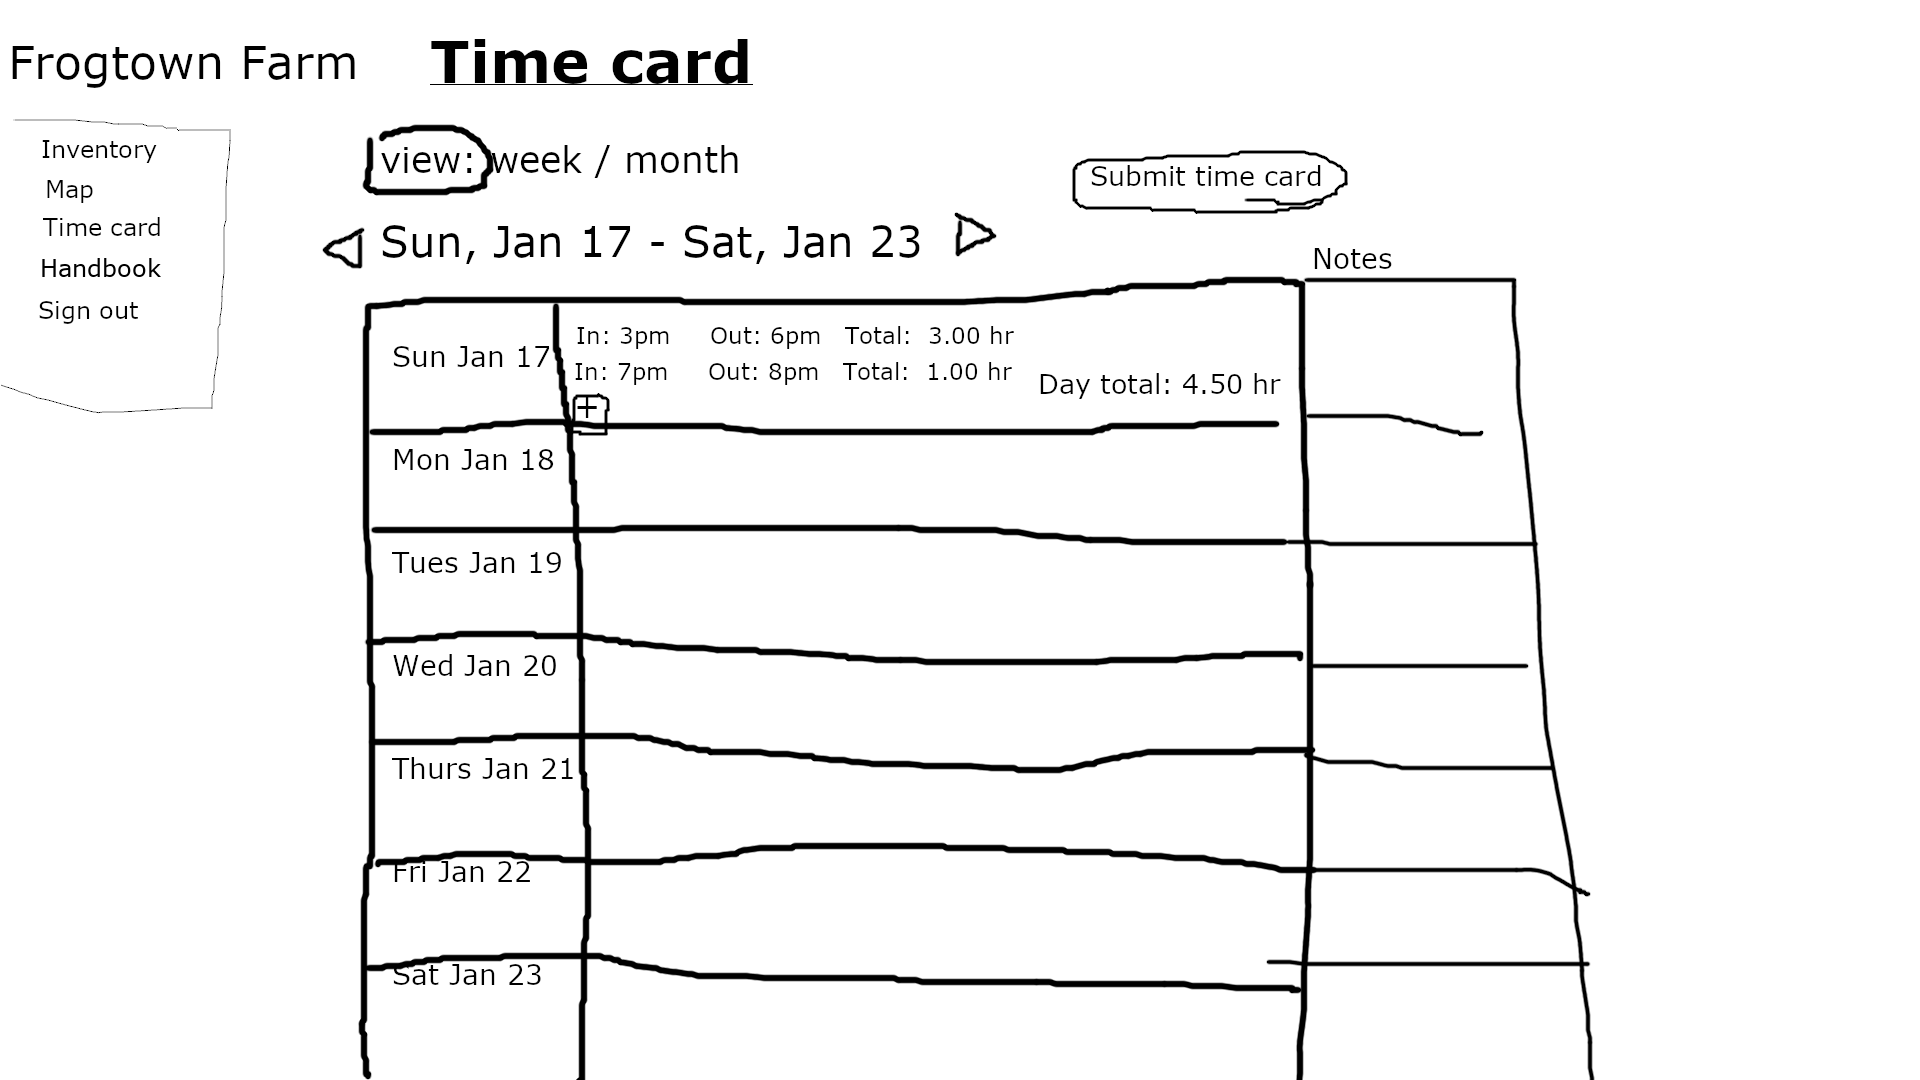 Frogtown Farm
Time card
Inventory
Map
Time card
Handbook
Sign out
view: week / month
Submit time card
Sun, Jan 17 - Sat, Jan 23
Notes
Sun Jan 17
In: 3pm Out: 6pm Total: 3.00 hr
In: 7pm Out: 8pm Total: 1.00 hr
Day total: 4.50 hr
+
Mon Jan 18
Tues Jan 19
Wed Jan 20
Thurs Jan 21
Fri Jan 22
Sat Jan 23